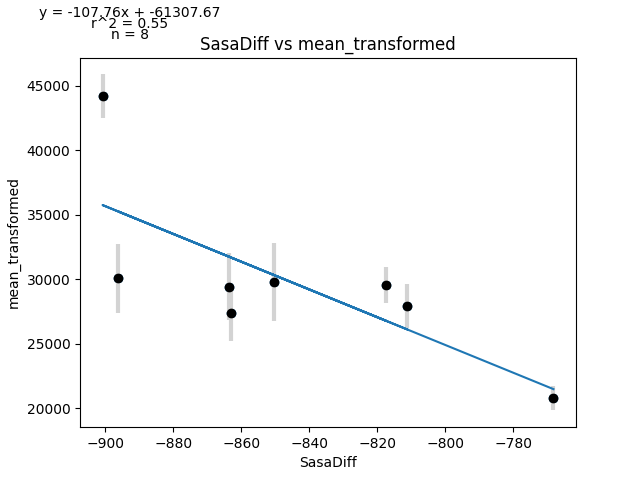 y = -107.76x + -61307.67
r^2 = 0.55
n = 8
SasaDiff vs mean_transformed
45000
40000
35000
30000
25000
20000
mean_transformed
−900 −880 −860 −840 −820 −800 −780
SasaDiff